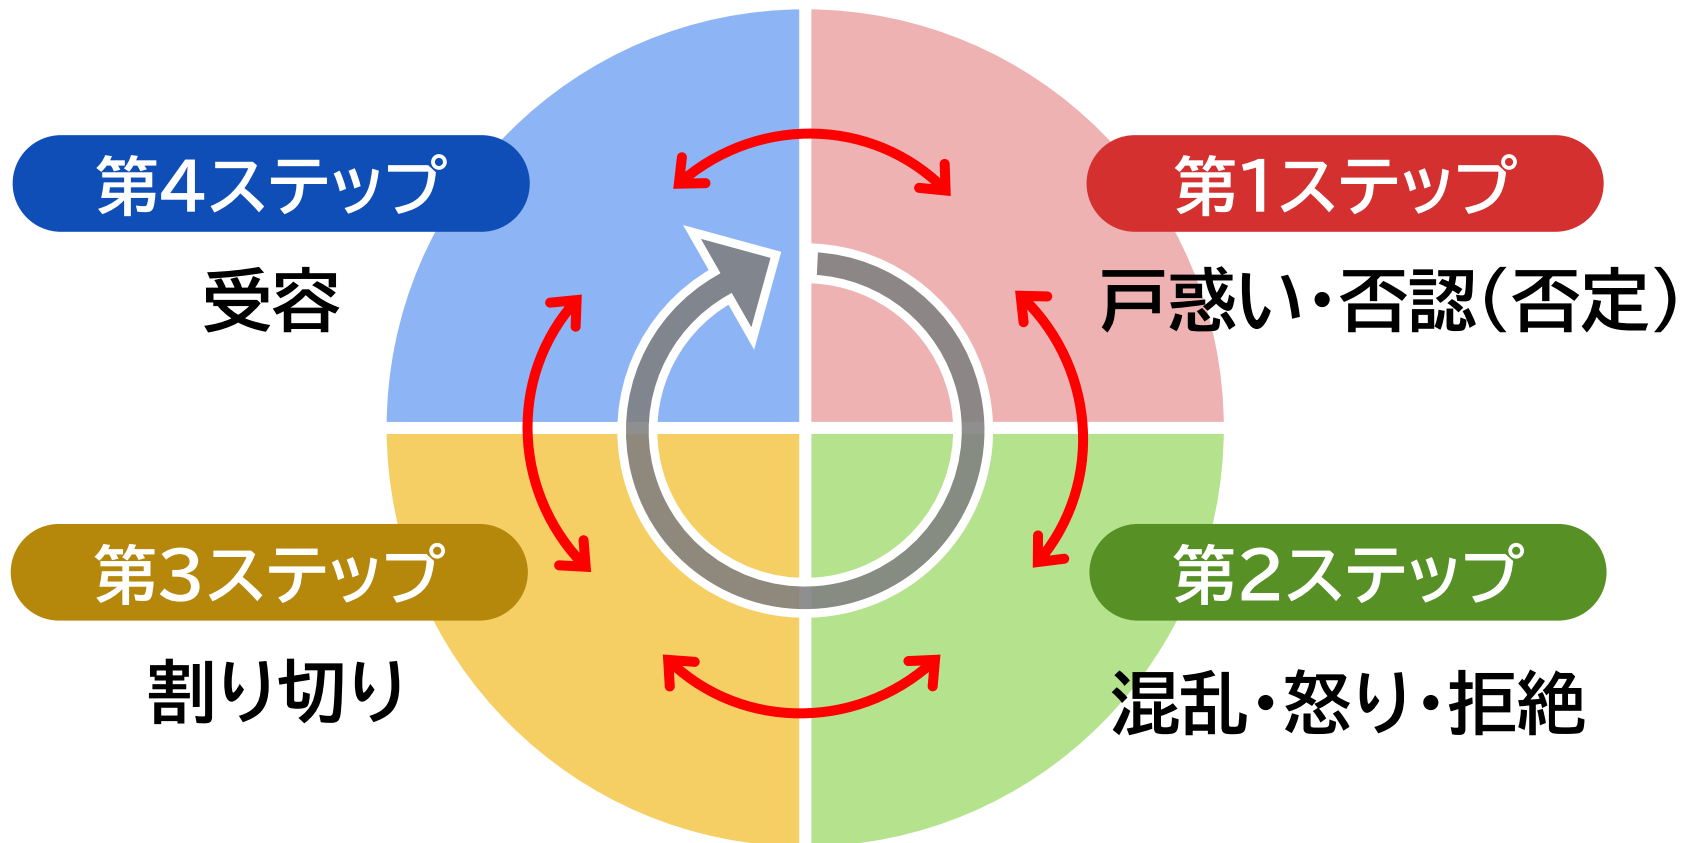 第1ステップ
戸惑い・否認(否定)
第2ステップ
混乱・怒り・拒絶
第3ステップ
割り切り
第4ステップ
受容